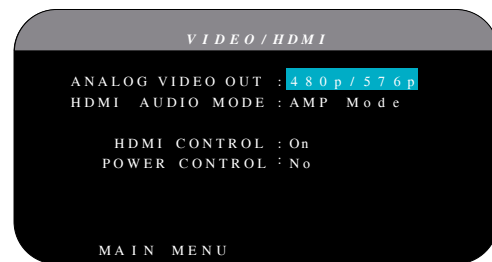 VIDEO/HDMI
ANALOG VIDEO OUT : 480p/576p
HDMI AUDIO MODE : AMP Mode
HDMI CONTROL : On
POWER CONTROL : No
MAIN MENU